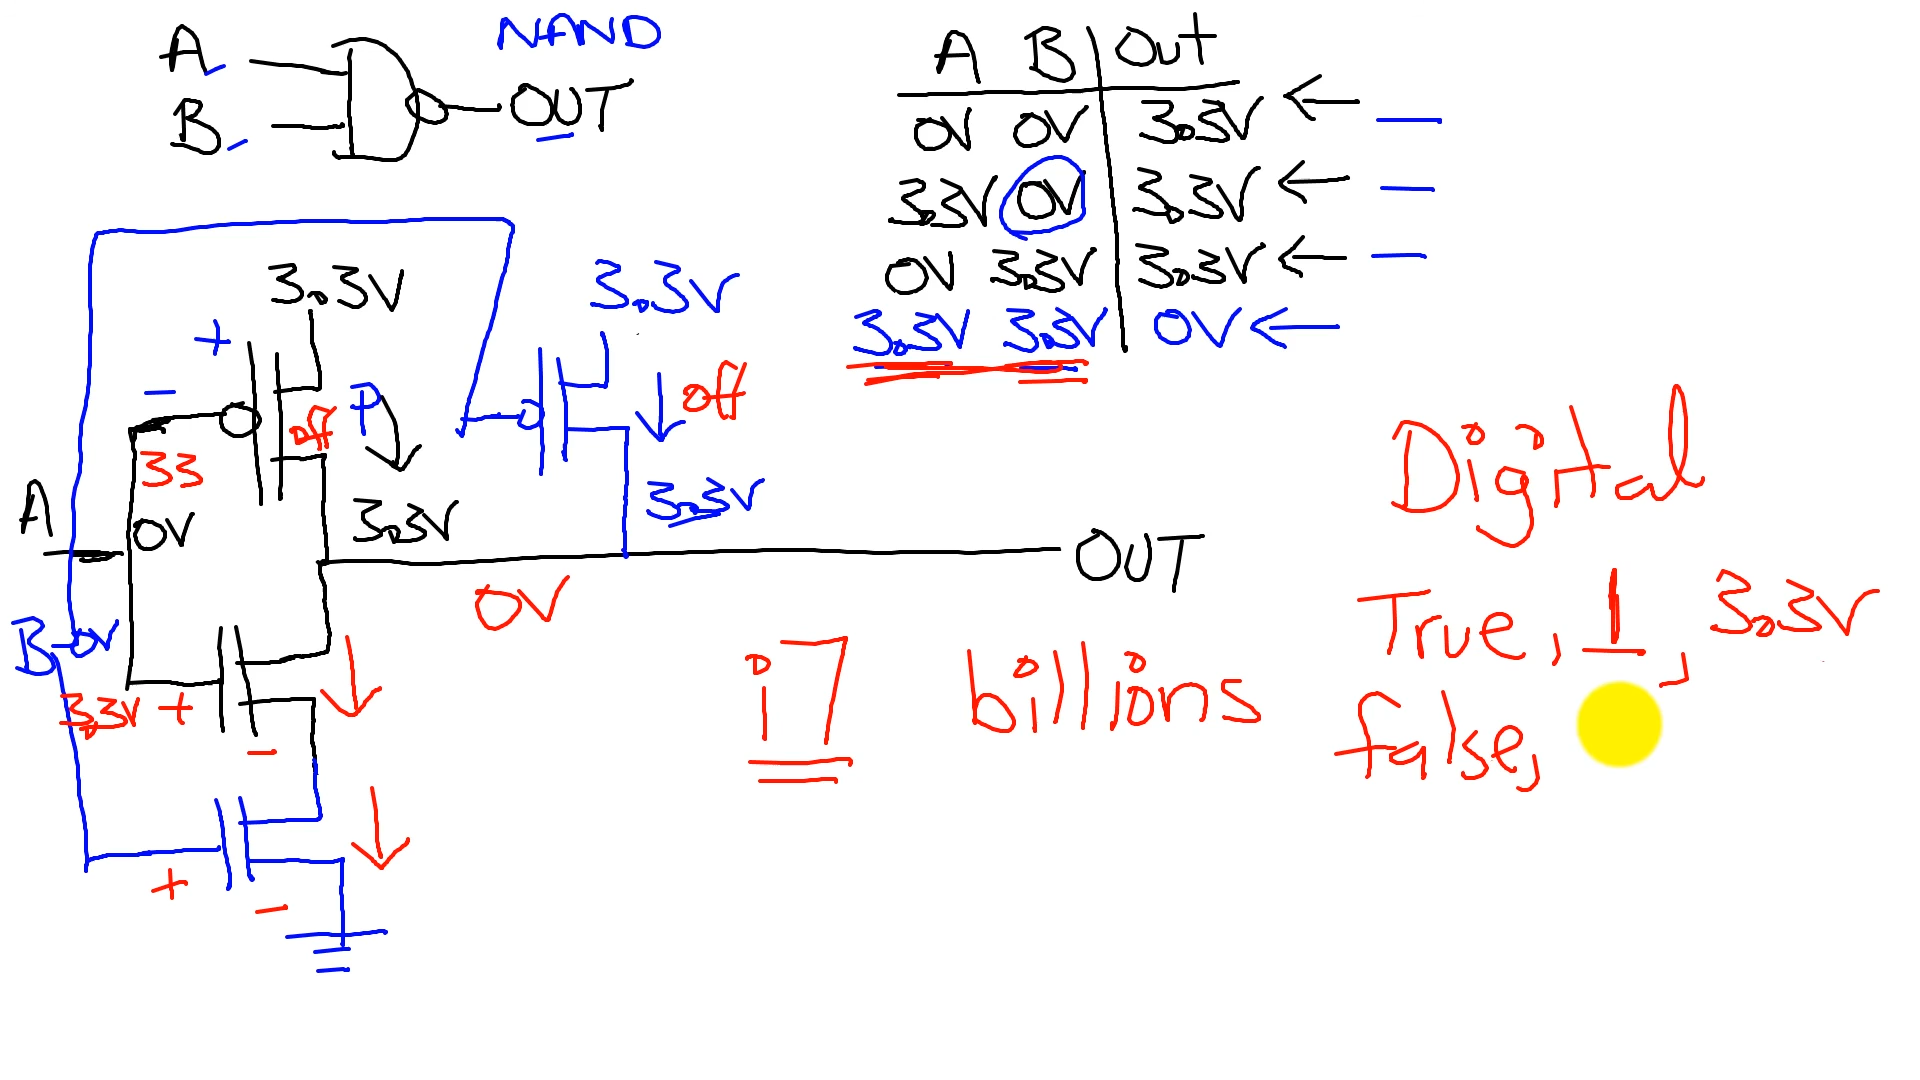 NAND
A
B
OUT
A B Out
0V 0V 3.3V
3.3V 0V 3.3V
0V 3.3V 3.3V
3.3V 3.3V 0V
3.3V
3.3V
+
-
off
P
off
33
A
0V
3.3V
3.3V
OUT
B 0V
0V
3.3V +
-
+
-
i7 billions
Digital
True, 1, 3.3V
false,